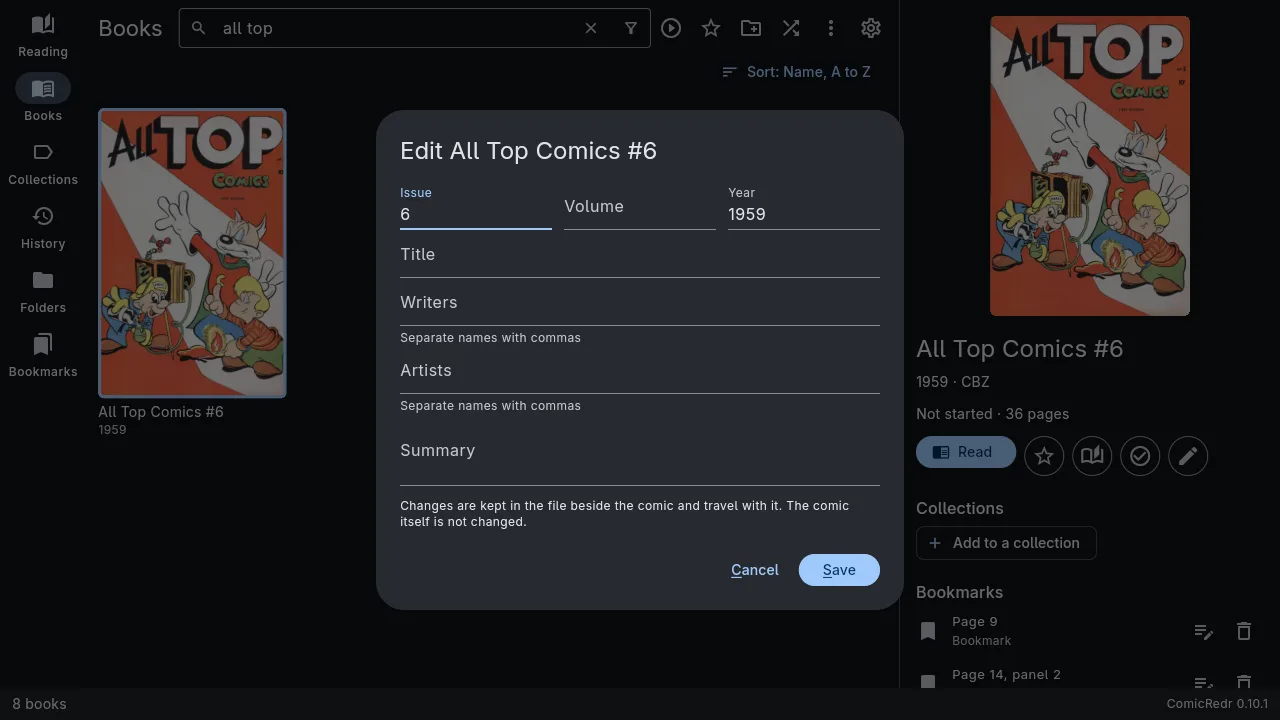 Reading
Books
Collections
History
Folders
Bookmarks
Books
all top
Sort: Name, A to Z
ALL TOP
COMICS
All Top Comics #6
1959
Edit All Top Comics #6
Issue
6
Volume
Year
1959
Title
Writers
Separate names with commas
Artists
Separate names with commas
Summary
Changes are kept in the file beside the comic and travel with it. The comic
itself is not changed.
Cancel
Save
ALL TOP
COMICS
All Top Comics #6
1959 · CBZ
Not started · 36 pages
Read
Collections
Add to a collection
Bookmarks
Page 9
Bookmark
Page 14, panel 2
8 books
ComicRedr 0.10.1